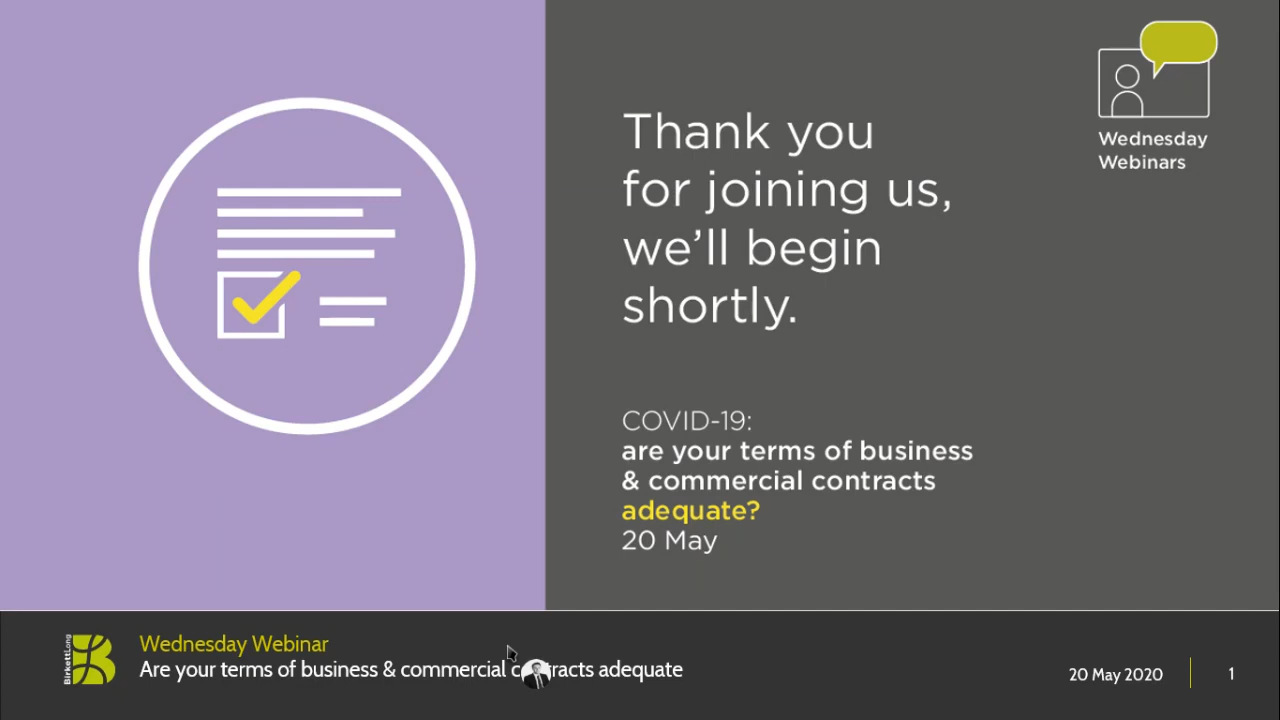 Wednesday
Webinars
Thank you
for joining us,
we'll begin
shortly.
COVID-19:
are your terms of business
& commercial contracts
adequate?
20 May
BirkettLong
Wednesday Webinar
Are your terms of business & commercial contracts adequate
20 May 2020
1